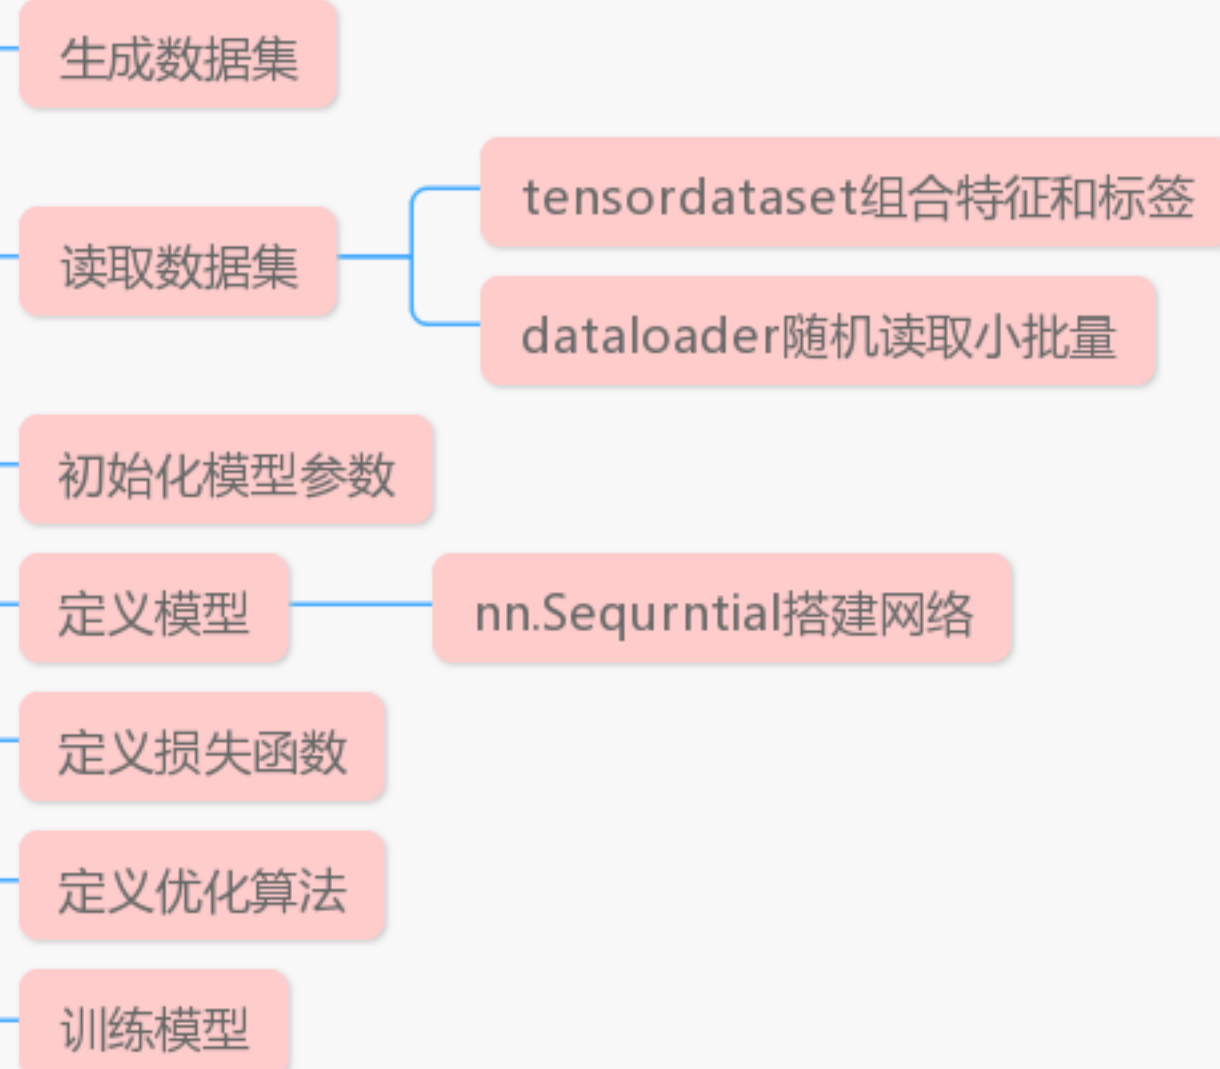 生成数据集
tensordataset组合特征和标签
读取数据集
dataloader随机读取小批量
初始化模型参数
定义模型
nn.Sequrntial搭建网络
定义损失函数
定义优化算法
训练模型